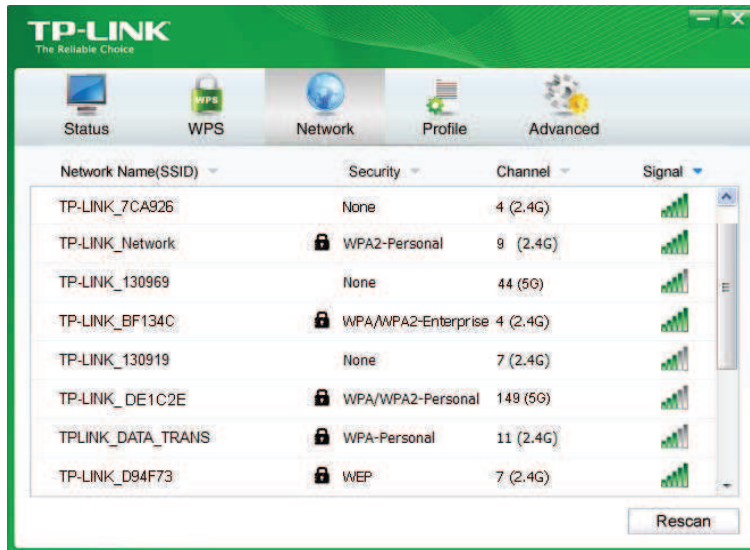 TP-LINK
The Reliable Choice
WPS
Status WPS Network Profile Advanced
Network Name(SSID) Security Channel Signal
TP-LINK_7CA926 None 4 (2.4G)
TP-LINK_Network WPA2-Personal 9 (2.4G)
TP-LINK_130969 None 44 (5G)
TP-LINK_BF134C WPA/WPA2-Enterprise 4 (2.4G)
TP-LINK_130919 None 7 (2.4G)
TP-LINK_ DE1C2E WPA/WPA2-Personal 149 (5G)
TPLINK_DATA_TRANS WPA-Personal 11 (2.4G)
TP-LINK_D94F73 WEP 7 (2.4G)
Rescan